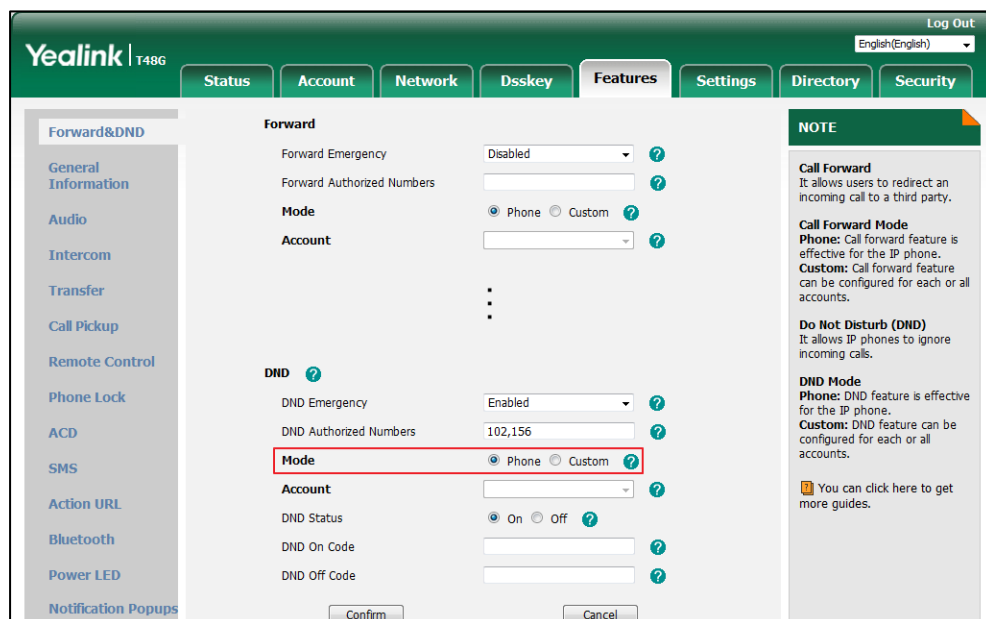 Log Out
English(English)
Yealink T48G
Status Account Network Dsskey Features Settings Directory Security
Forward&DND
General
Information
Audio
Intercom
Transfer
Call Pickup
Remote Control
Phone Lock
ACD
SMS
Action URL
Bluetooth
Power LED
Notification Popups
Forward
Forward Emergency Disabled ?
Forward Authorized Numbers ?
Mode Phone Custom ?
Account ?
DND ?
DND Emergency Enabled ?
DND Authorized Numbers 102,156 ?
Mode Phone Custom ?
Account ?
DND Status On Off ?
DND On Code ?
DND Off Code ?
Confirm Cancel
NOTE
Call Forward
It allows users to redirect an
incoming call to a third party.
Call Forward Mode
Phone: Call forward feature is
effective for the IP phone.
Custom: Call forward feature
can be configured for each or all
accounts.
Do Not Disturb (DND)
It allows IP phones to ignore
incoming calls.
DND Mode
Phone: DND feature is effective
for the IP phone.
Custom: DND feature can be
configured for each or all
accounts.
? You can click here to get
more guides.